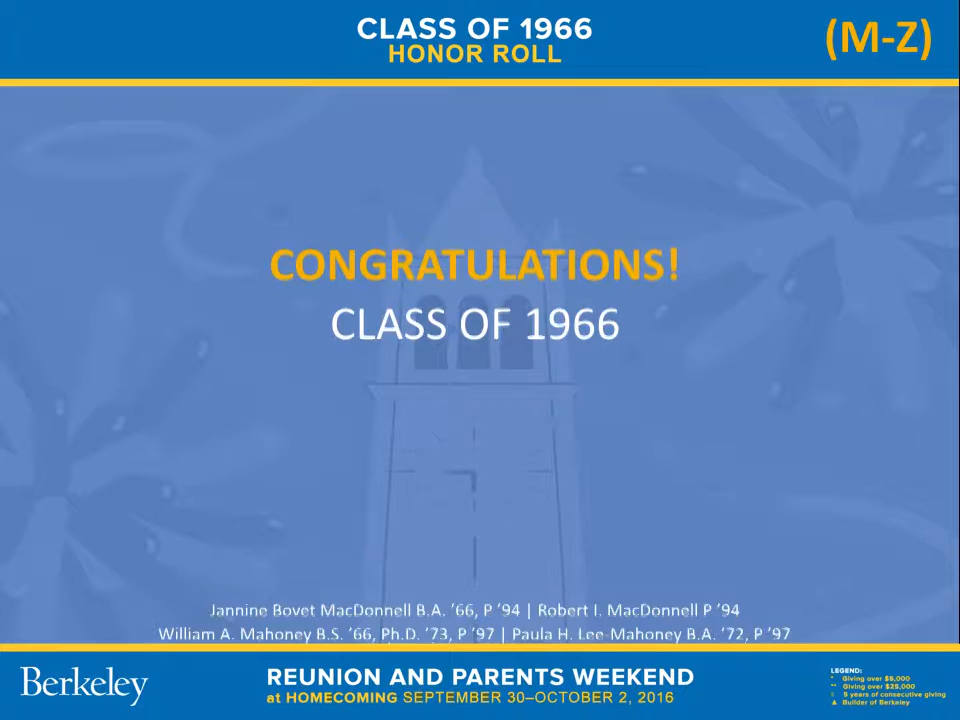 CLASS OF 1966
HONOR ROLL
(M-Z)
CONGRATULATIONS!
CLASS OF 1966
Jannine Bovet MacDonnell B.A. ’66, P ’94 | Robert I. MacDonnell P ’94
William A. Mahoney B.S. ’66, Ph.D. ’73, P ’97 | Paula H. Lee-Mahoney B.A. ’72, P ’97
Berkeley
REUNION AND PARENTS WEEKEND
at HOMECOMING SEPTEMBER 30–OCTOBER 2, 2016
LEGEND:
* Giving over $5,000
** Giving over $25,000
5 years of consecutive giving
▲ Builder of Berkeley